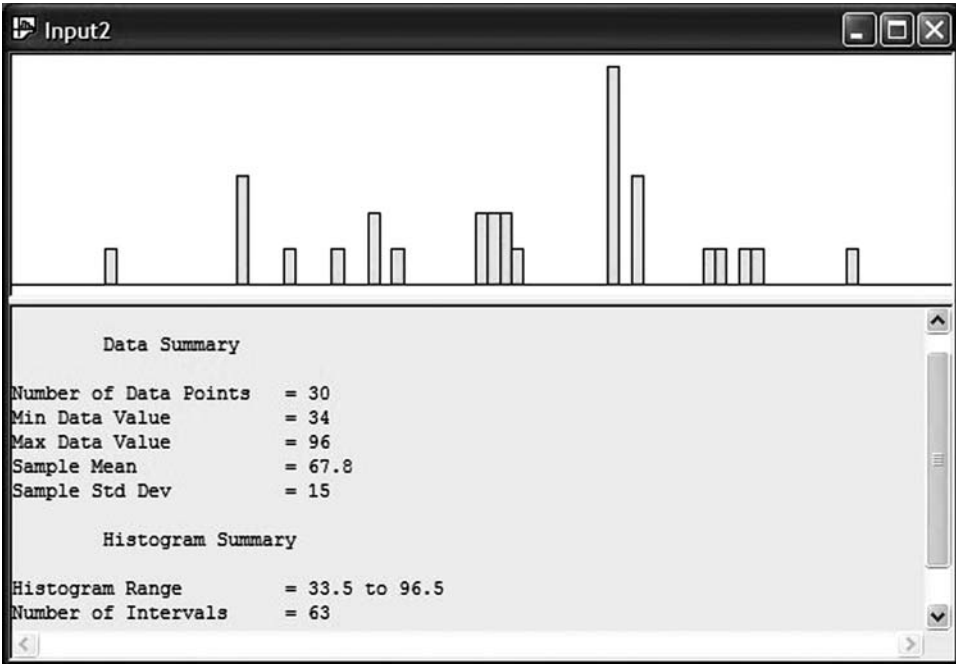 Input2
Data Summary
Number of Data Points = 30
Min Data Value = 34
Max Data Value = 96
Sample Mean = 67.8
Sample Std Dev = 15
Histogram Summary
Histogram Range = 33.5 to 96.5
Number of Intervals = 63